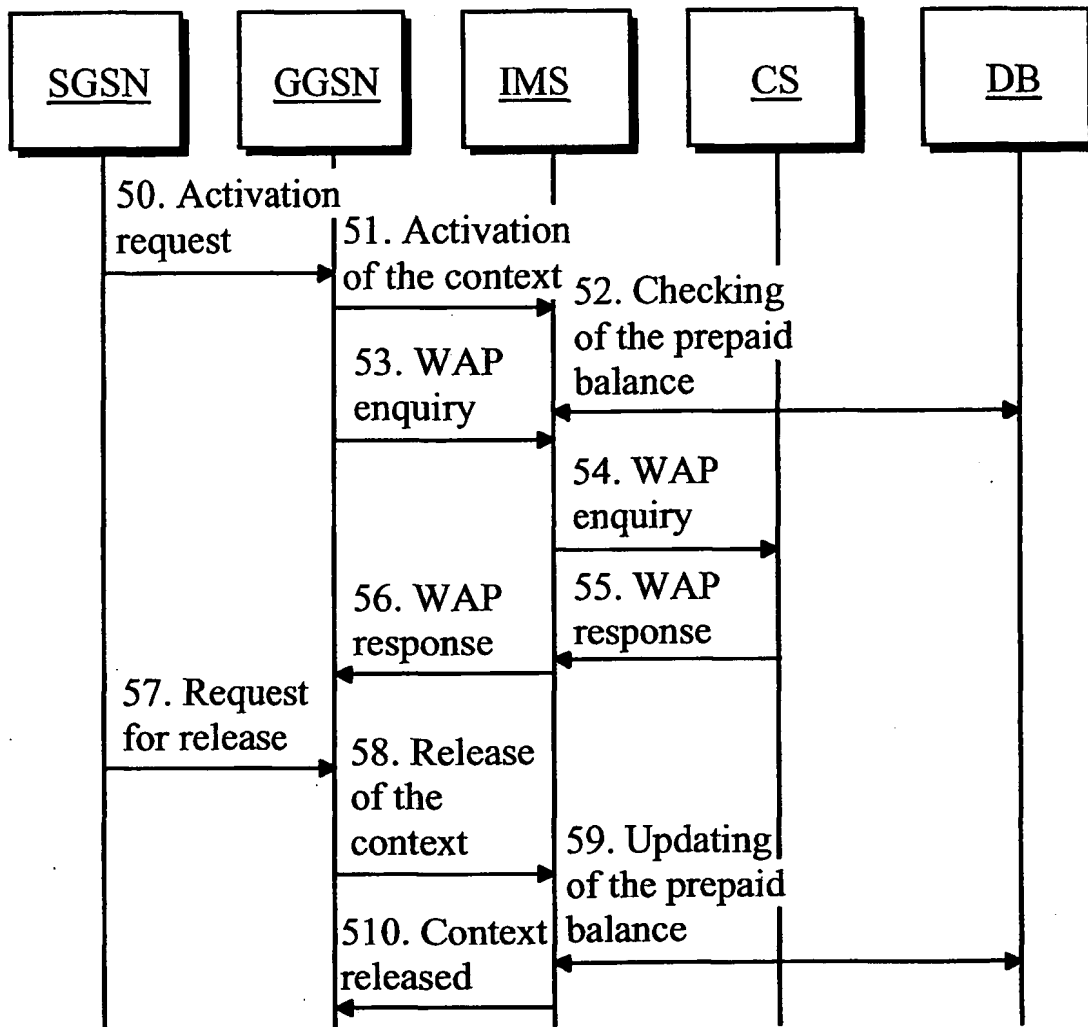 SGSN
GGSN
IMS
CS
DB
50. Activation
request
51. Activation
of the context
52. Checking
of the prepaid
balance
53. WAP
enquiry
54. WAP
enquiry
55. WAP
response
56. WAP
response
57. Request
for release
58. Release
of the
context
59. Updating
of the prepaid
balance
510. Context
released